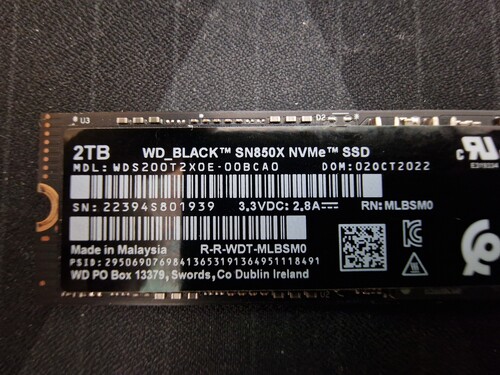 U3
2TB WD_BLACK™ SN850X NVMe™ SSD
MDL: WDS200T2X0E-00BCA0 DOM:02OCT2022
SN: 22394S801939 3.3VDC: 2.8A⎓ RN: MLBSM0
Made in Malaysia R-R-WDT-MLBSM0
PSID: 29506907698413653191364951118491
WD PO Box 13379, Swords,Co Dublin Ireland